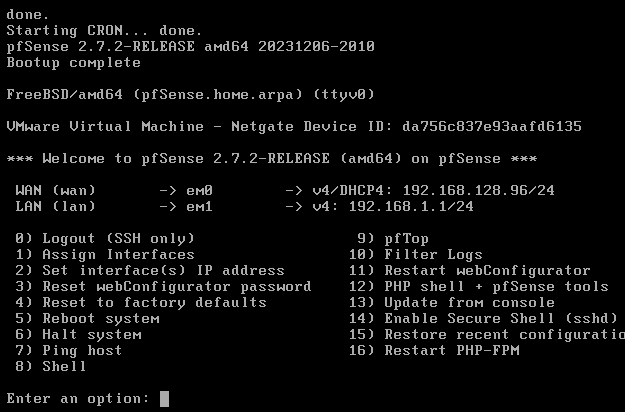 done.
Starting CRON... done.
pfSense 2.7.2-RELEASE amd64 20231206-2010
Bootup complete
FreeBSD/amd64 (pfSense.home.arpa) (ttyv0)
VMware Virtual Machine - Netgate Device ID: da756c837e93aafd6135
*** Welcome to pfSense 2.7.2-RELEASE (amd64) on pfSense ***
WAN (wan) -> em0 -> v4/DHCP4: 192.168.128.96/24
LAN (lan) -> em1 -> v4: 192.168.1.1/24
0) Logout (SSH only) 9) pfTop
1) Assign Interfaces 10) Filter Logs
2) Set interface(s) IP address 11) Restart webConfigurator
3) Reset webConfigurator password 12) PHP shell + pfSense tools
4) Reset to factory defaults 13) Update from console
5) Reboot system 14) Enable Secure Shell (sshd)
6) Halt system 15) Restore recent configuratio
7) Ping host 16) Restart PHP-FPM
8) Shell
Enter an option: